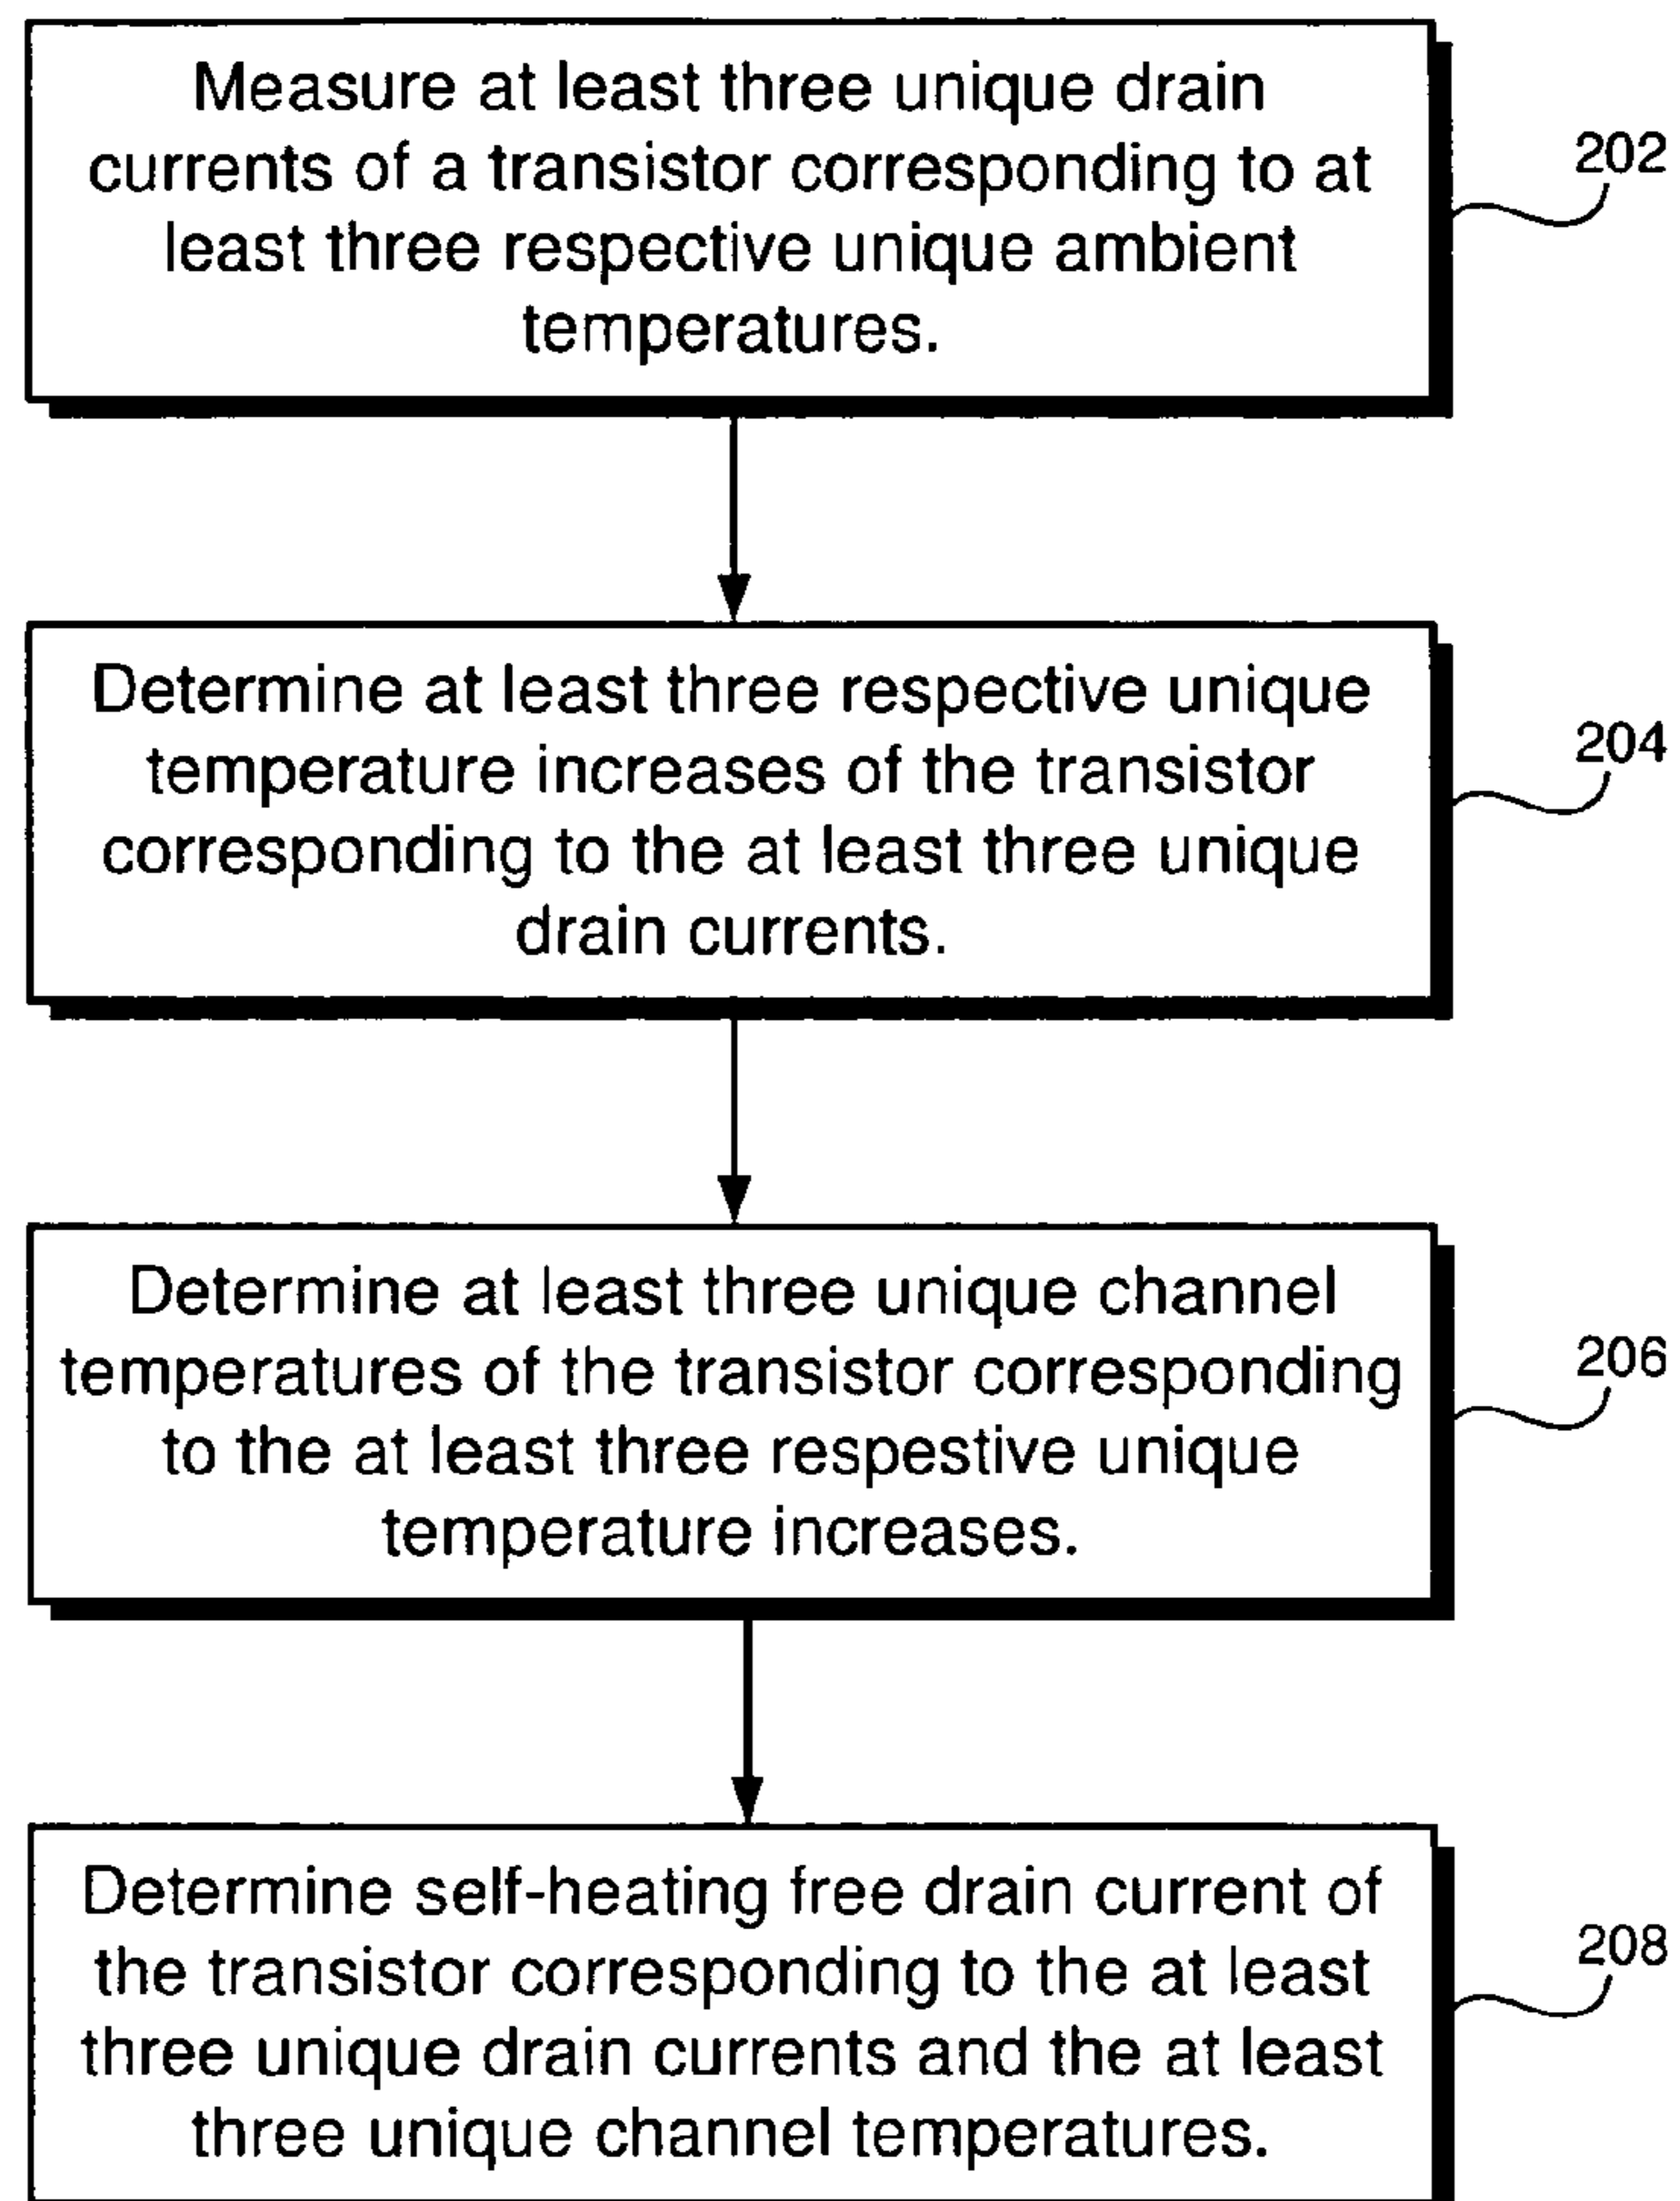 Measure at least three unique drain
currents of a transistor corresponding to at
least three respective unique ambient
temperatures.
202
Determine at least three respective unique
temperature increases of the transistor
corresponding to the at least three unique
drain currents.
204
Determine at least three unique channel
temperatures of the transistor corresponding
to the at least three respestive unique
temperature increases.
206
Determine self-heating free drain current of
the transistor corresponding to the at least
three unique drain currents and the at least
three unique channel temperatures.
208